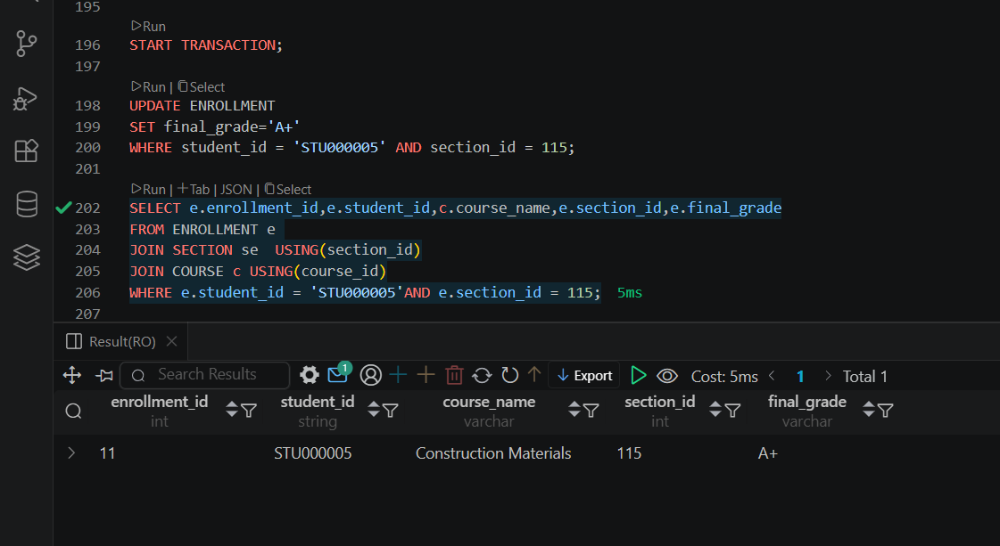 195
Run
196 START TRANSACTION;
197
Run | Select
198 UPDATE ENROLLMENT
199 SET final_grade='A+'
200 WHERE student_id = 'STU000005' AND section_id = 115;
201
Run | Tab | JSON | Select
202 SELECT e.enrollment_id,e.student_id,c.course_name,e.section_id,e.final_grade
203 FROM ENROLLMENT e
204 JOIN SECTION se  USING(section_id)
205 JOIN COURSE c USING(course_id)
206 WHERE e.student_id = 'STU000005'AND e.section_id = 115; 5ms
207
Result(RO)
Search Results 1 Export Cost: 5ms 1 Total 1
enrollment_id student_id course_name section_id final_grade
int string varchar int varchar
11 STU000005 Construction Materials 115 A+